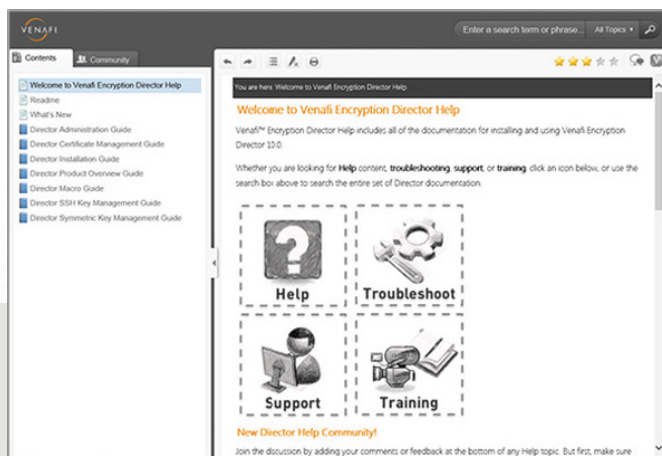 VENAFI
Enter a search term or phrase...
All Topics
Contents
Community
Welcome to Venafi Encryption Director Help
Readme
What's New
Director Administration Guide
Director Certificate Management Guide
Director Installation Guide
Director Product Overview Guide
Director Macro Guide
Director SSH Key Management Guide
Director Symmetric Key Management Guide
You are here: Welcome to Venafi Encryption Director Help
Welcome to Venafi Encryption Director Help
Venafi™ Encryption Director Help includes all of the documentation for installing and using Venafi Encryption
Director 10.0.
Whether you are looking for Help content, troubleshooting, support, or training, click an icon below, or use the
search box above to search the entire set of Director documentation.
?
Help
Troubleshoot
Support
Training
New Director Help Community!
Join the discussion by adding your comments or feedback at the bottom of any Help topic. But first, make sure